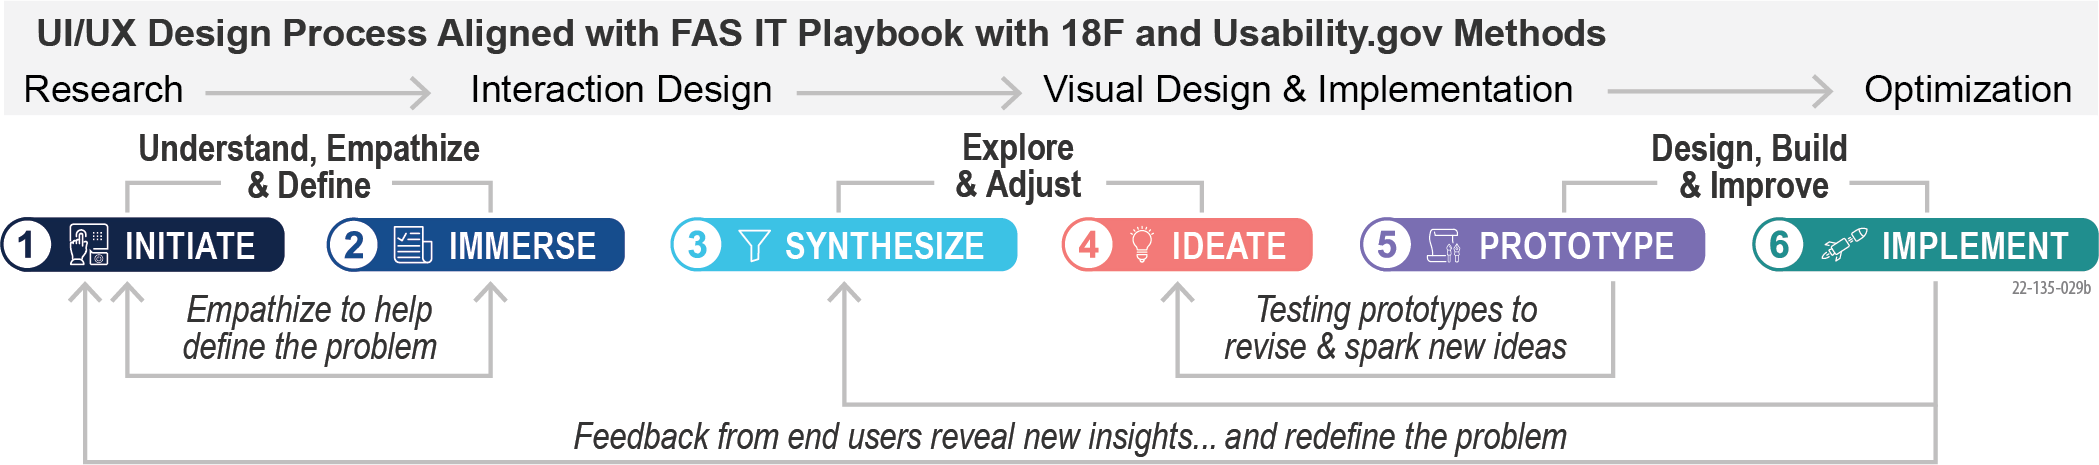 UI/UX Design Process Aligned with FAS IT Playbook with 18F and Usability.gov Methods
Research Interaction Design Visual Design & Implementation Optimization
Understand, Empathize
& Define
Explore
& Adjust
Design, Build
& Improve
1 INITIATE
2 IMMERSE
3 SYNTHESIZE
4 IDEATE
5 PROTOTYPE
6 IMPLEMENT
22-135-029b
Empathize to help
define the problem
Testing prototypes to
revise & spark new ideas
Feedback from end users reveal new insights... and redefine the problem